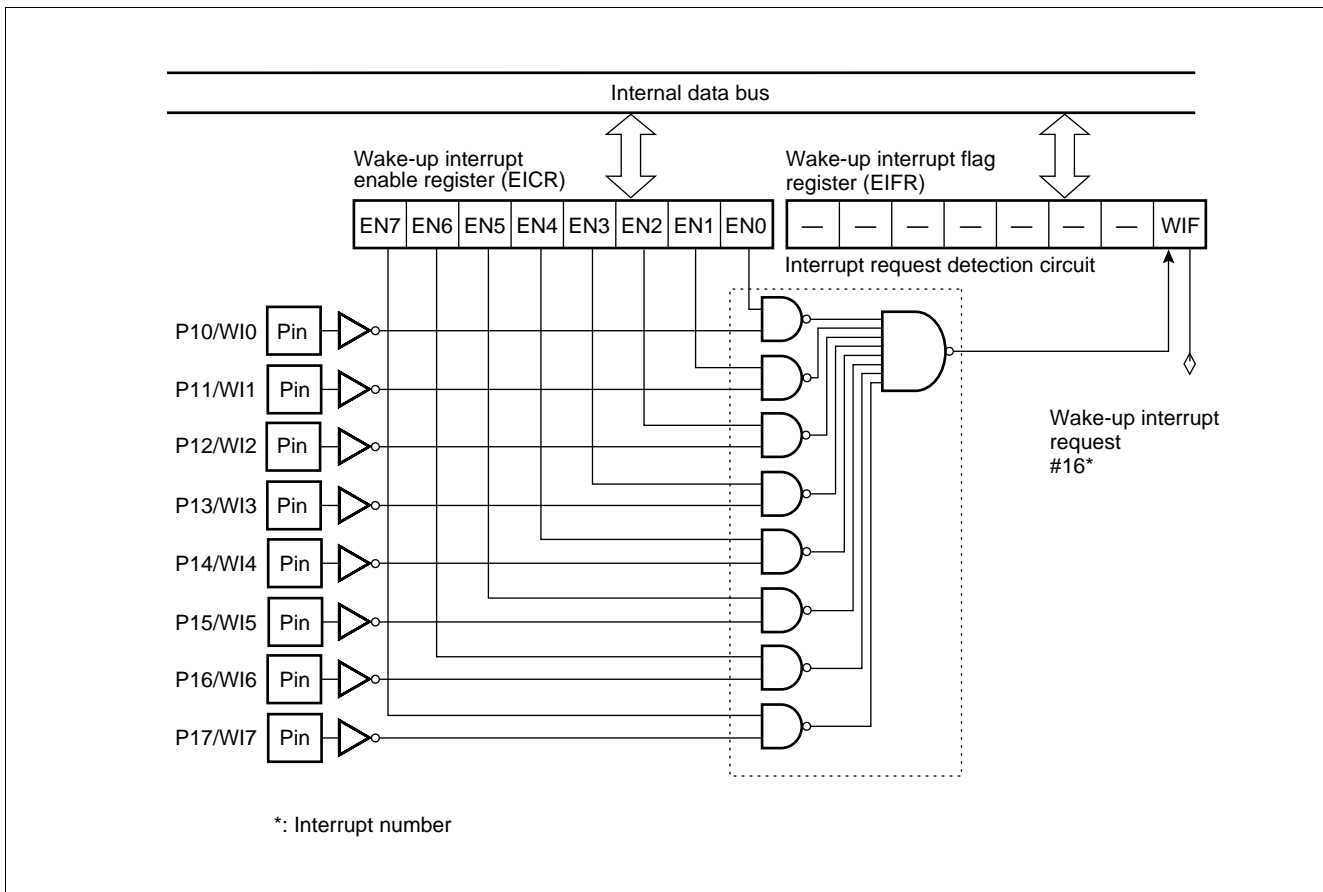 Internal data bus
Wake-up interrupt
enable register (EICR)
Wake-up interrupt flag
register (EIFR)
EN7 EN6 EN5 EN4 EN3 EN2 EN1 EN0
— — — — — — — WIF
Interrupt request detection circuit
P10/WI0 Pin
P11/WI1 Pin
P12/WI2 Pin
P13/WI3 Pin
P14/WI4 Pin
P15/WI5 Pin
P16/WI6 Pin
P17/WI7 Pin
Wake-up interrupt
request
#16*
*: Interrupt number